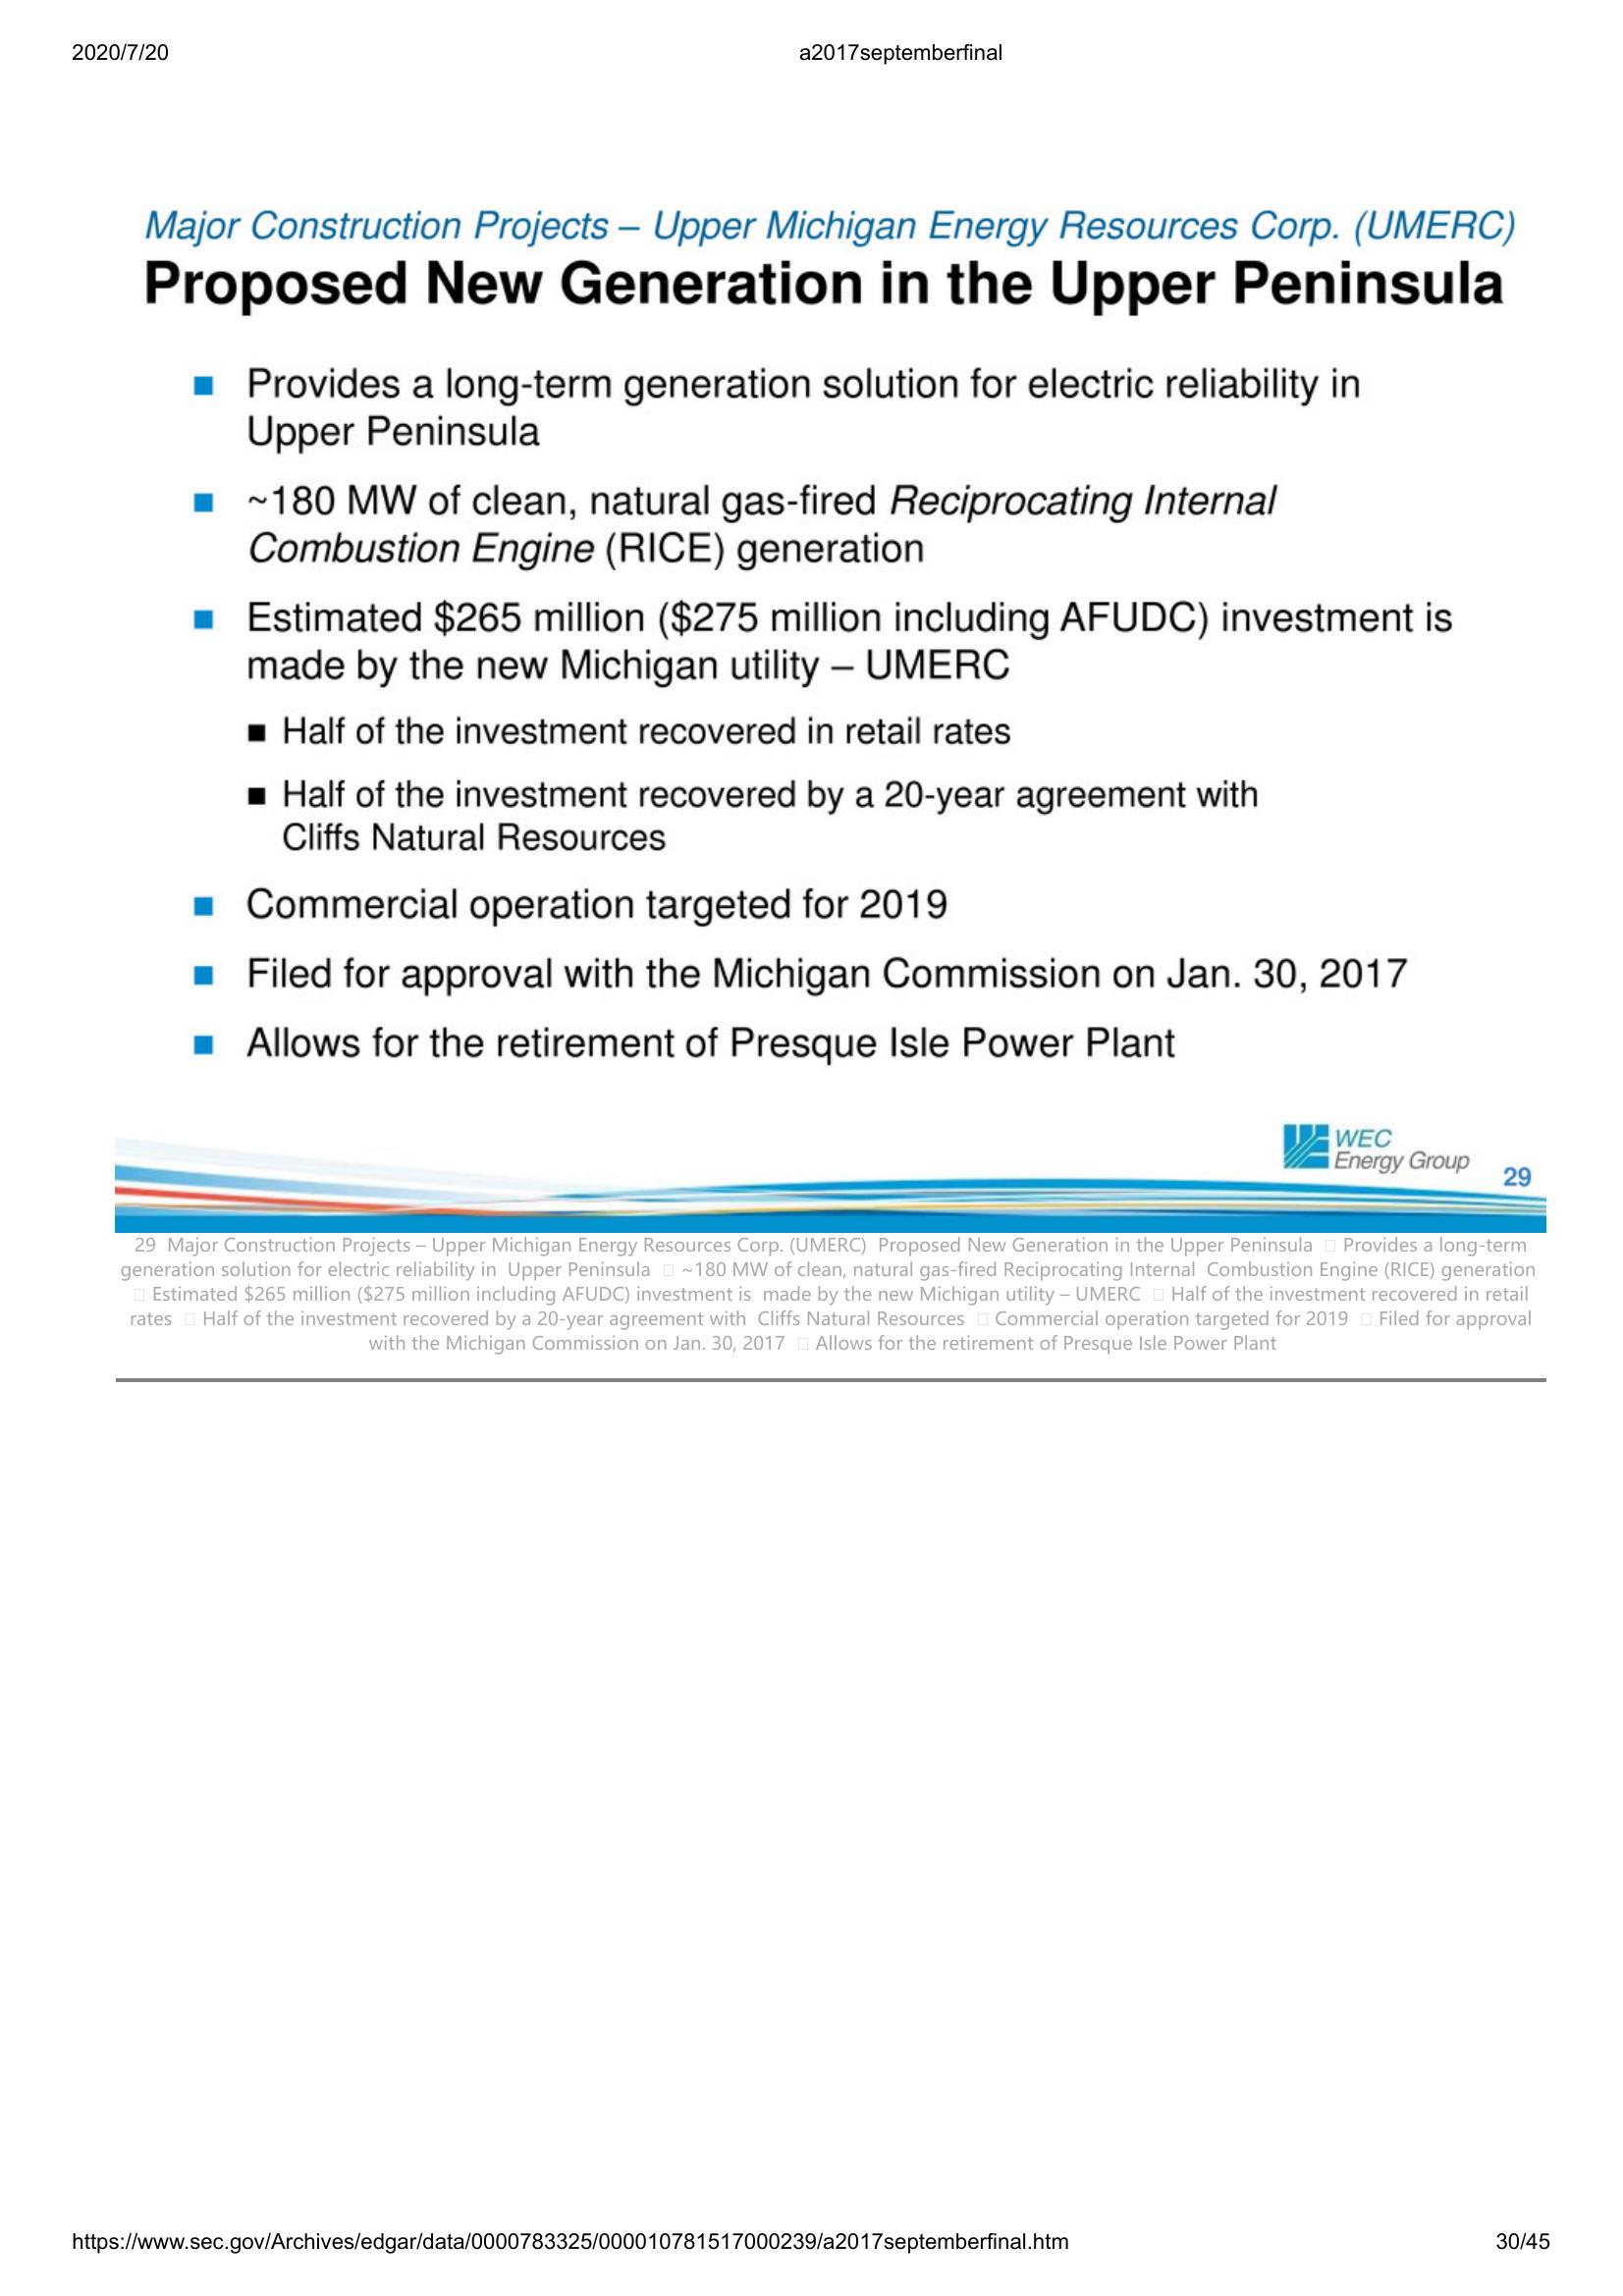 2020/7/20
a2017septemberfinal
Major Construction Projects – Upper Michigan Energy Resources Corp. (UMERC)
Proposed New Generation in the Upper Peninsula
■ Provides a long-term generation solution for electric reliability in
Upper Peninsula
■ ~180 MW of clean, natural gas-fired Reciprocating Internal
Combustion Engine (RICE) generation
■ Estimated $265 million ($275 million including AFUDC) investment is
made by the new Michigan utility – UMERC
■ Half of the investment recovered in retail rates
■ Half of the investment recovered by a 20-year agreement with
Cliffs Natural Resources
■ Commercial operation targeted for 2019
■ Filed for approval with the Michigan Commission on Jan. 30, 2017
■ Allows for the retirement of Presque Isle Power Plant
WEC
Energy Group
29
29 Major Construction Projects – Upper Michigan Energy Resources Corp. (UMERC) Proposed New Generation in the Upper Peninsula  Provides a long-term
generation solution for electric reliability in Upper Peninsula  ~180 MW of clean, natural gas-fired Reciprocating Internal Combustion Engine (RICE) generation
 Estimated $265 million ($275 million including AFUDC) investment is made by the new Michigan utility – UMERC  Half of the investment recovered in retail
rates  Half of the investment recovered by a 20-year agreement with Cliffs Natural Resources  Commercial operation targeted for 2019  Filed for approval
with the Michigan Commission on Jan. 30, 2017  Allows for the retirement of Presque Isle Power Plant
https://www.sec.gov/Archives/edgar/data/0000783325/000010781517000239/a2017septemberfinal.htm
30/45